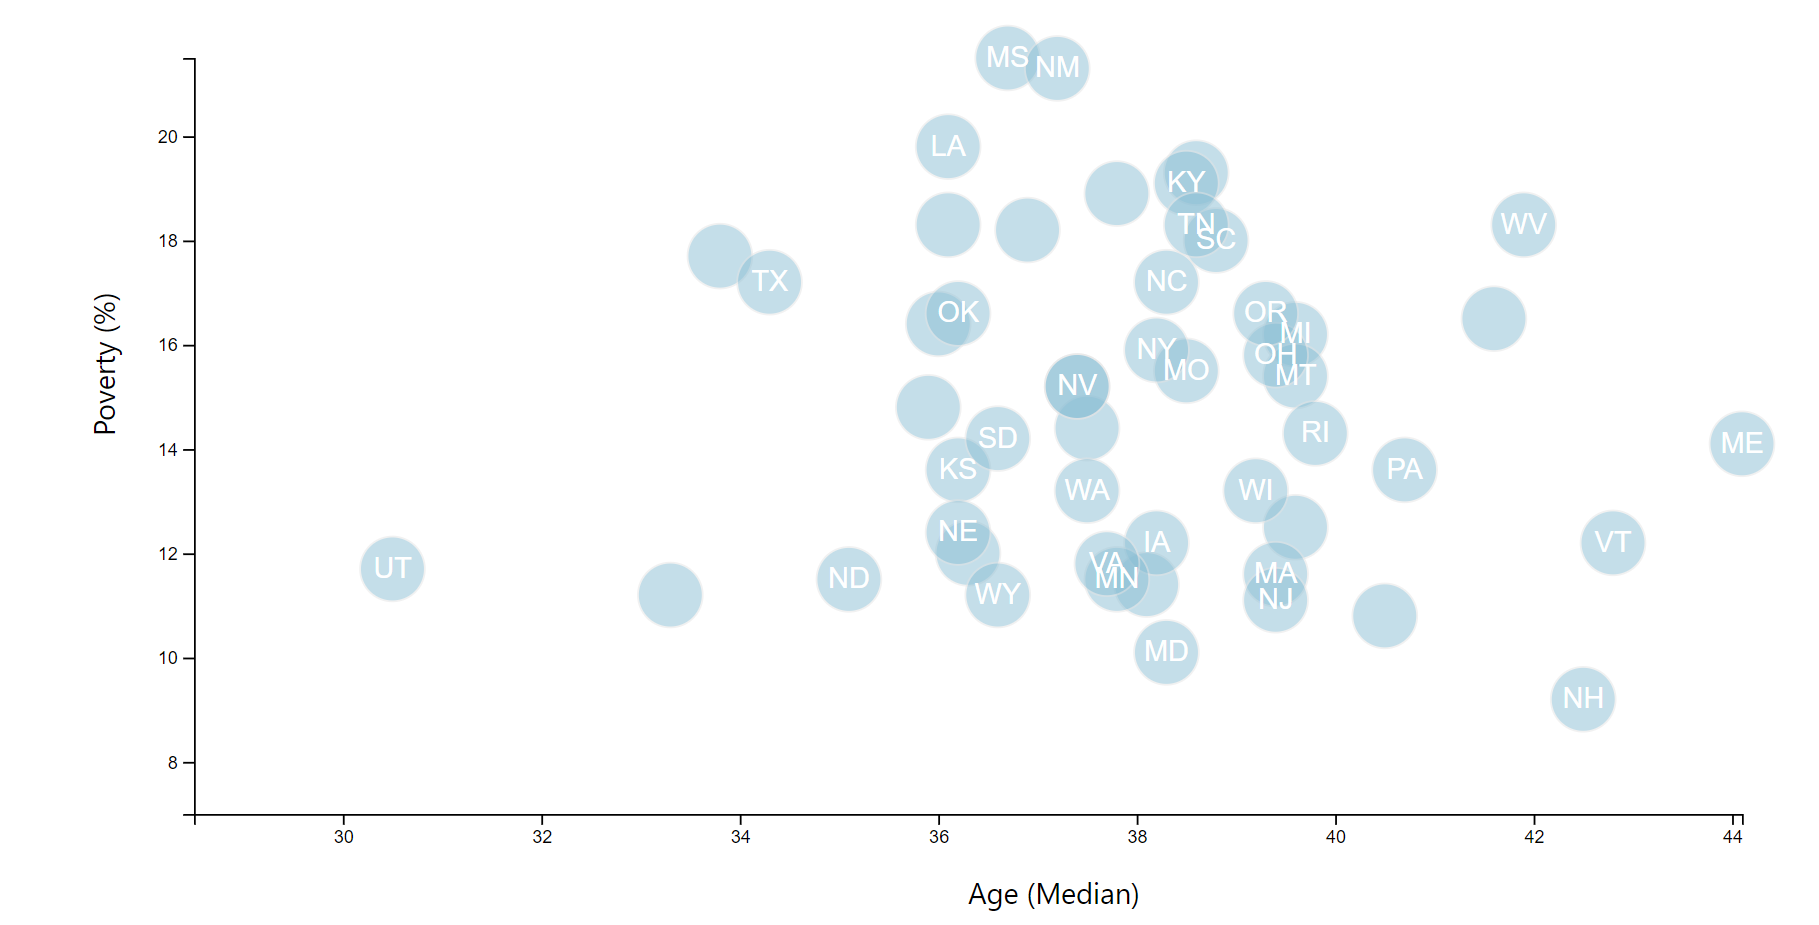 MS NM
20
LA
KY
TN
SC
WV
18
TX
NC
OK
OR
MI
16
NY
OH
MO
MT
NV
SD
RI
ME
14
KS
PA
WA
WI
NE
IA
VT
12
UT
VA
MN
ND
MA
WY
NJ
MD
10
NH
8
30 32 34 36 38 40 42 44
Poverty (%)
Age (Median)